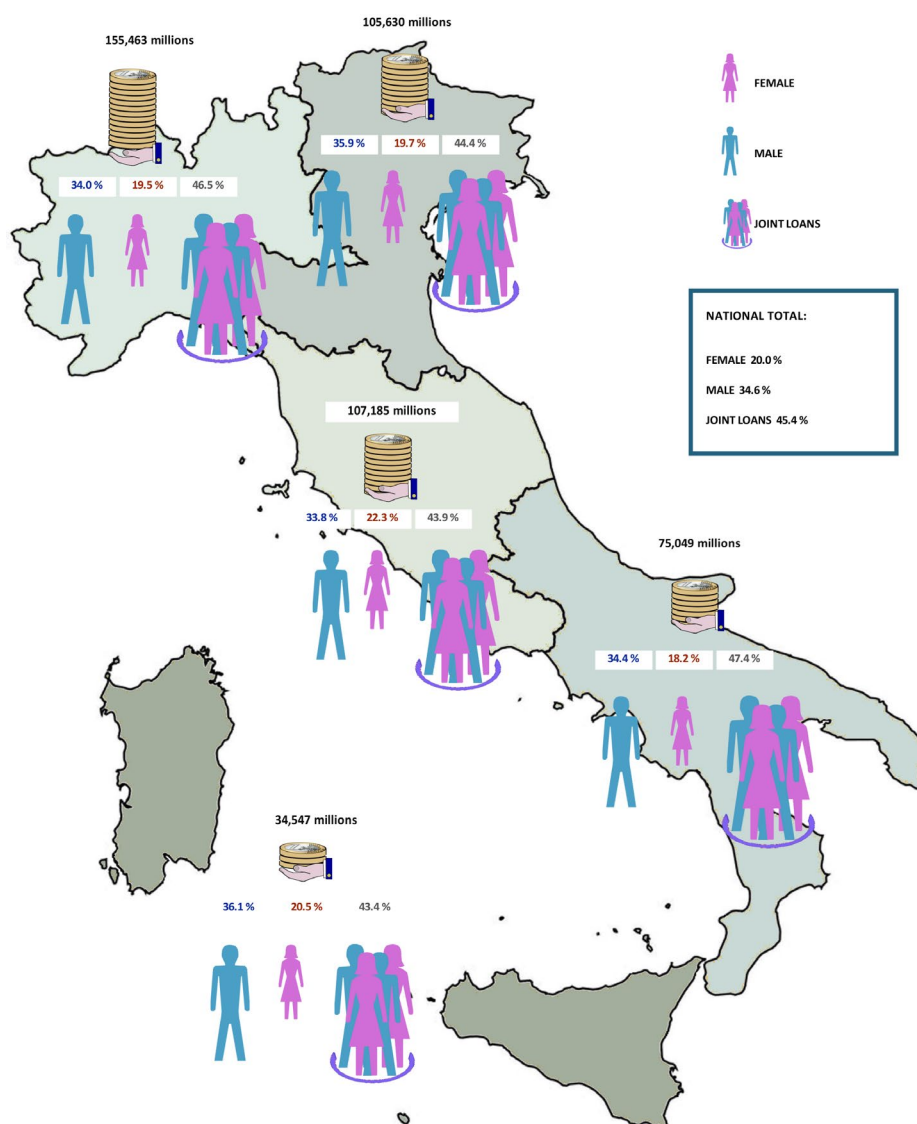 105,630 millions
155,463 millions
35.9 % 19.7 % 44.4 %
34.0 % 19.5 % 46.5 %
FEMALE
MALE
JOINT LOANS
NATIONAL TOTAL:
FEMALE 20.0 %
MALE 34.6 %
JOINT LOANS 45.4 %
107,185 millions
33.8 % 22.3 % 43.9 %
75,049 millions
34.4 % 18.2 % 47.4 %
34,547 millions
36.1 % 20.5 % 43.4 %